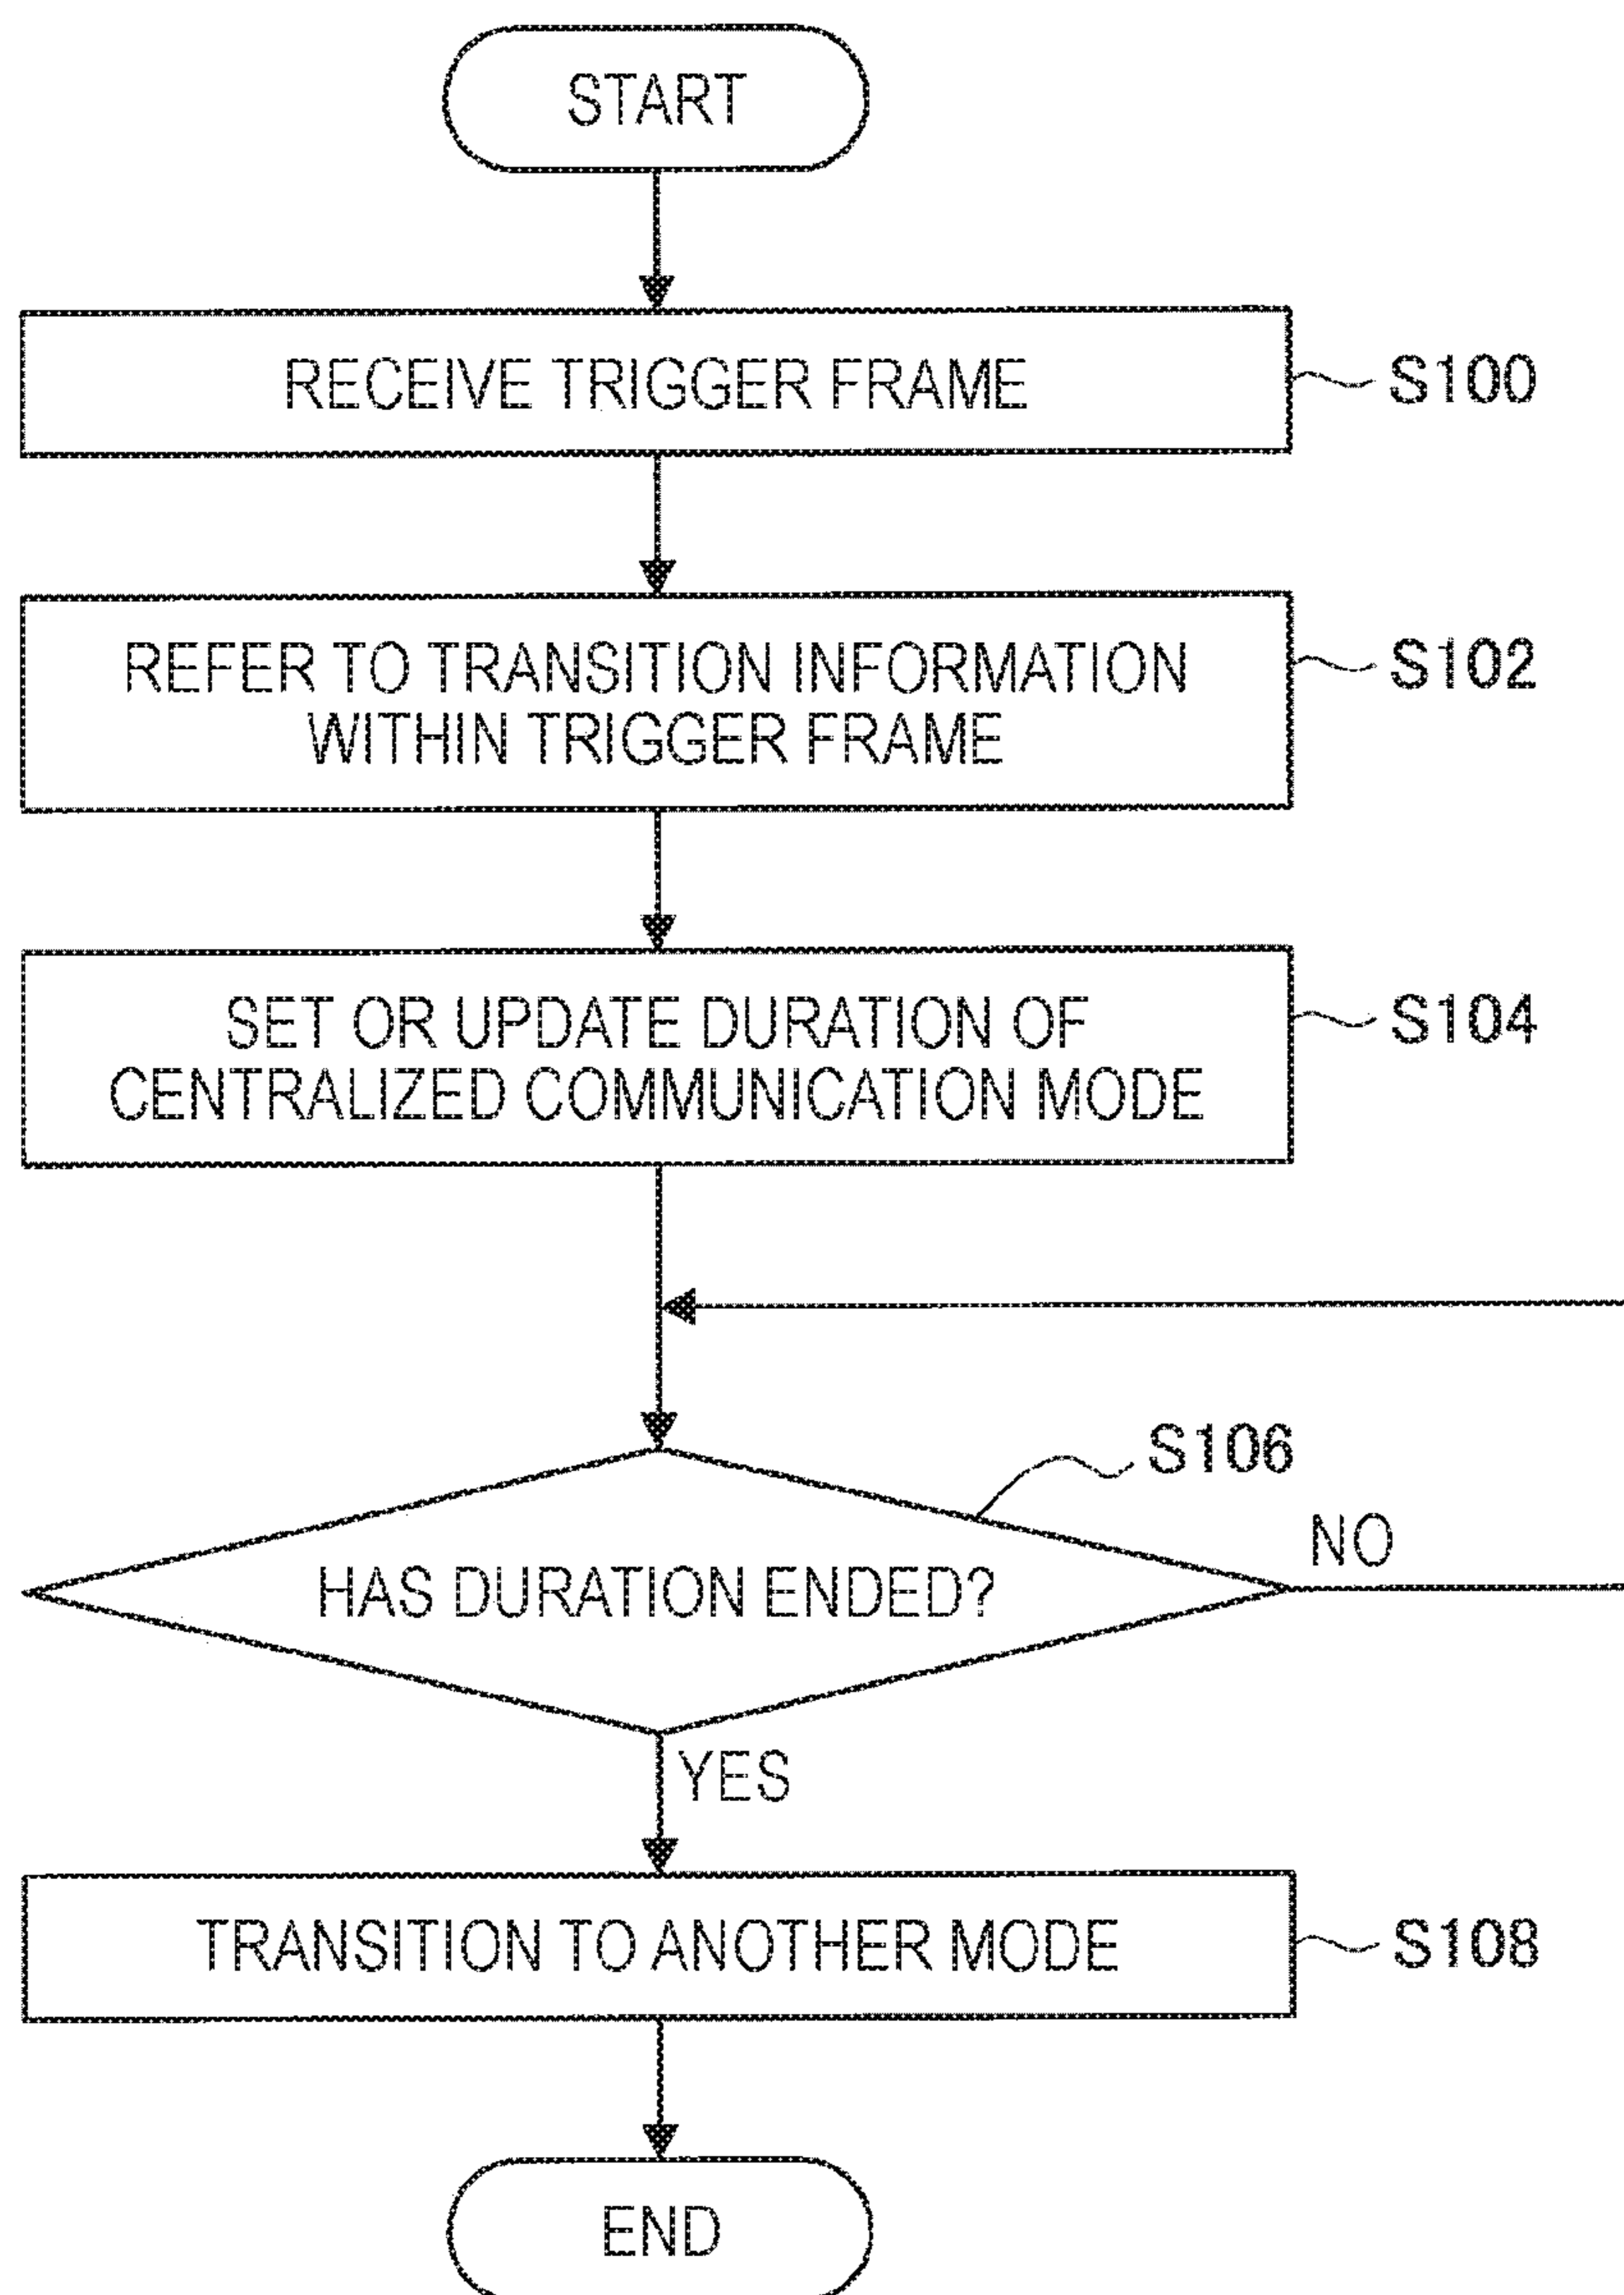 START
RECEIVE TRIGGER FRAME
S100
REFER TO TRANSITION INFORMATION
WITHIN TRIGGER FRAME
S102
SET OR UPDATE DURATION OF
CENTRALIZED COMMUNICATION MODE
S104
S106
HAS DURATION ENDED?
NO
YES
TRANSITION TO ANOTHER MODE
S108
END